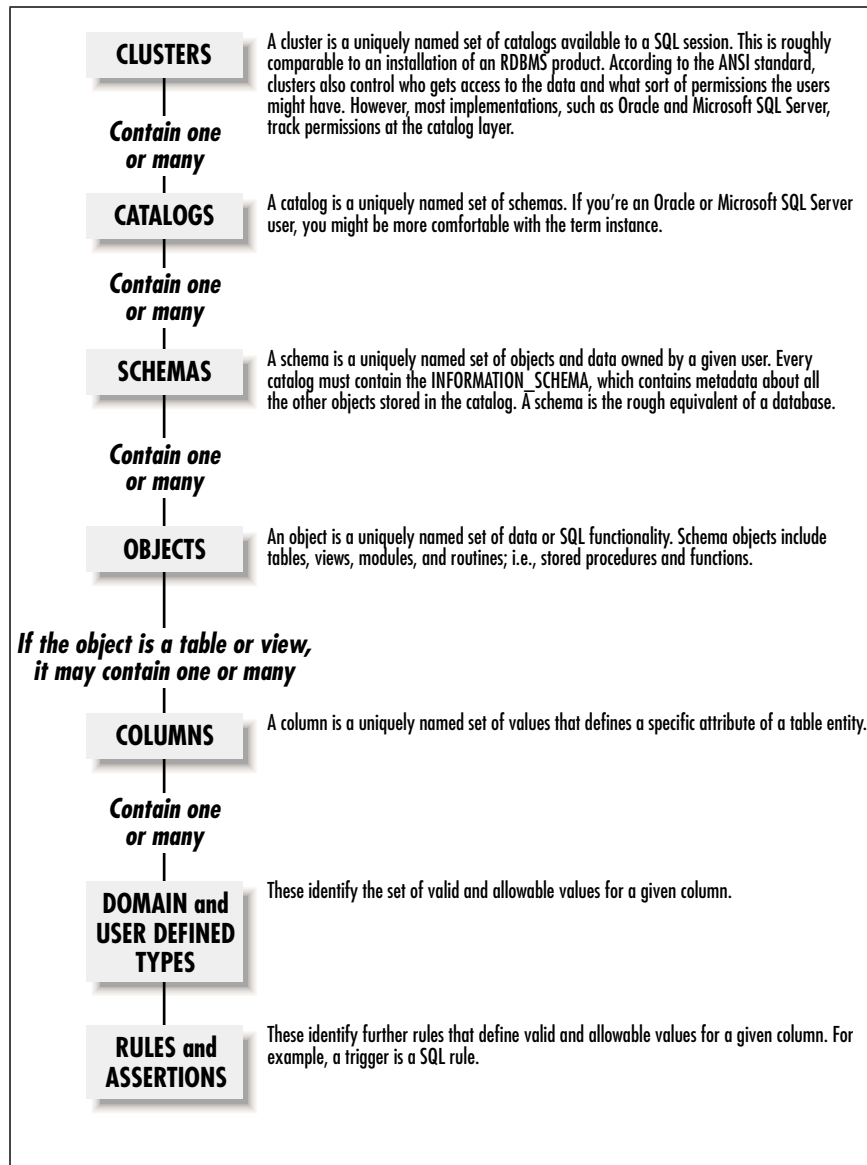 CLUSTERS
A cluster is a uniquely named set of catalogs available to a SQL session. This is roughly
comparable to an installation of an RDBMS product. According to the ANSI standard,
clusters also control who gets access to the data and what sort of permissions the users
might have. However, most implementations, such as Oracle and Microsoft SQL Server,
track permissions at the catalog layer.
Contain one
or many
CATALOGS
A catalog is a uniquely named set of schemas. If you're an Oracle or Microsoft SQL Server
user, you might be more comfortable with the term instance.
Contain one
or many
SCHEMAS
A schema is a uniquely named set of objects and data owned by a given user. Every
catalog must contain the INFORMATION_SCHEMA, which contains metadata about all
the other objects stored in the catalog. A schema is the rough equivalent of a database.
Contain one
or many
OBJECTS
An object is a uniquely named set of data or SQL functionality. Schema objects include
tables, views, modules, and routines; i.e., stored procedures and functions.
If the object is a table or view,
it may contain one or many
COLUMNS
A column is a uniquely named set of values that defines a specific attribute of a table entity.
Contain one
or many
DOMAIN and
USER DEFINED
TYPES
These identify the set of valid and allowable values for a given column.
RULES and
ASSERTIONS
These identify further rules that define valid and allowable values for a given column. For
example, a trigger is a SQL rule.